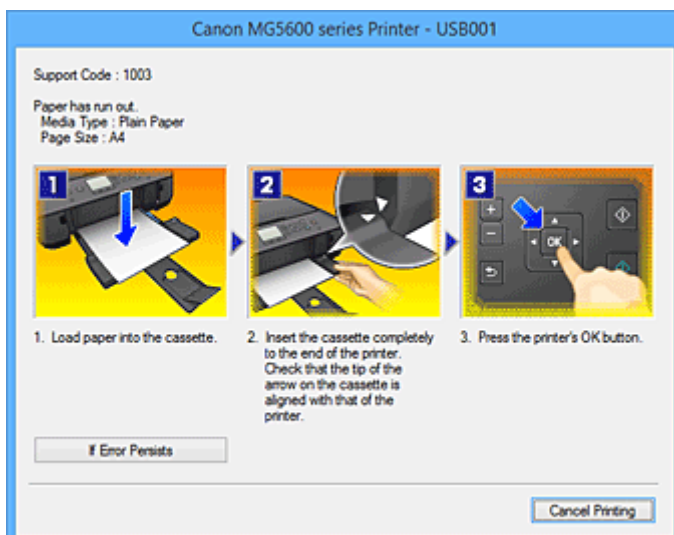 Canon MG5600 series Printer - USB001
Support Code : 1003
Paper has run out.
Media Type : Plain Paper
Page Size : A4
1
2
3
+
-
OK
1. Load paper into the cassette.
2. Insert the cassette completely
to the end of the printer.
Check that the tip of the
arrow on the cassette is
aligned with that of the
printer.
3. Press the printer's OK button.
If Error Persists
Cancel Printing